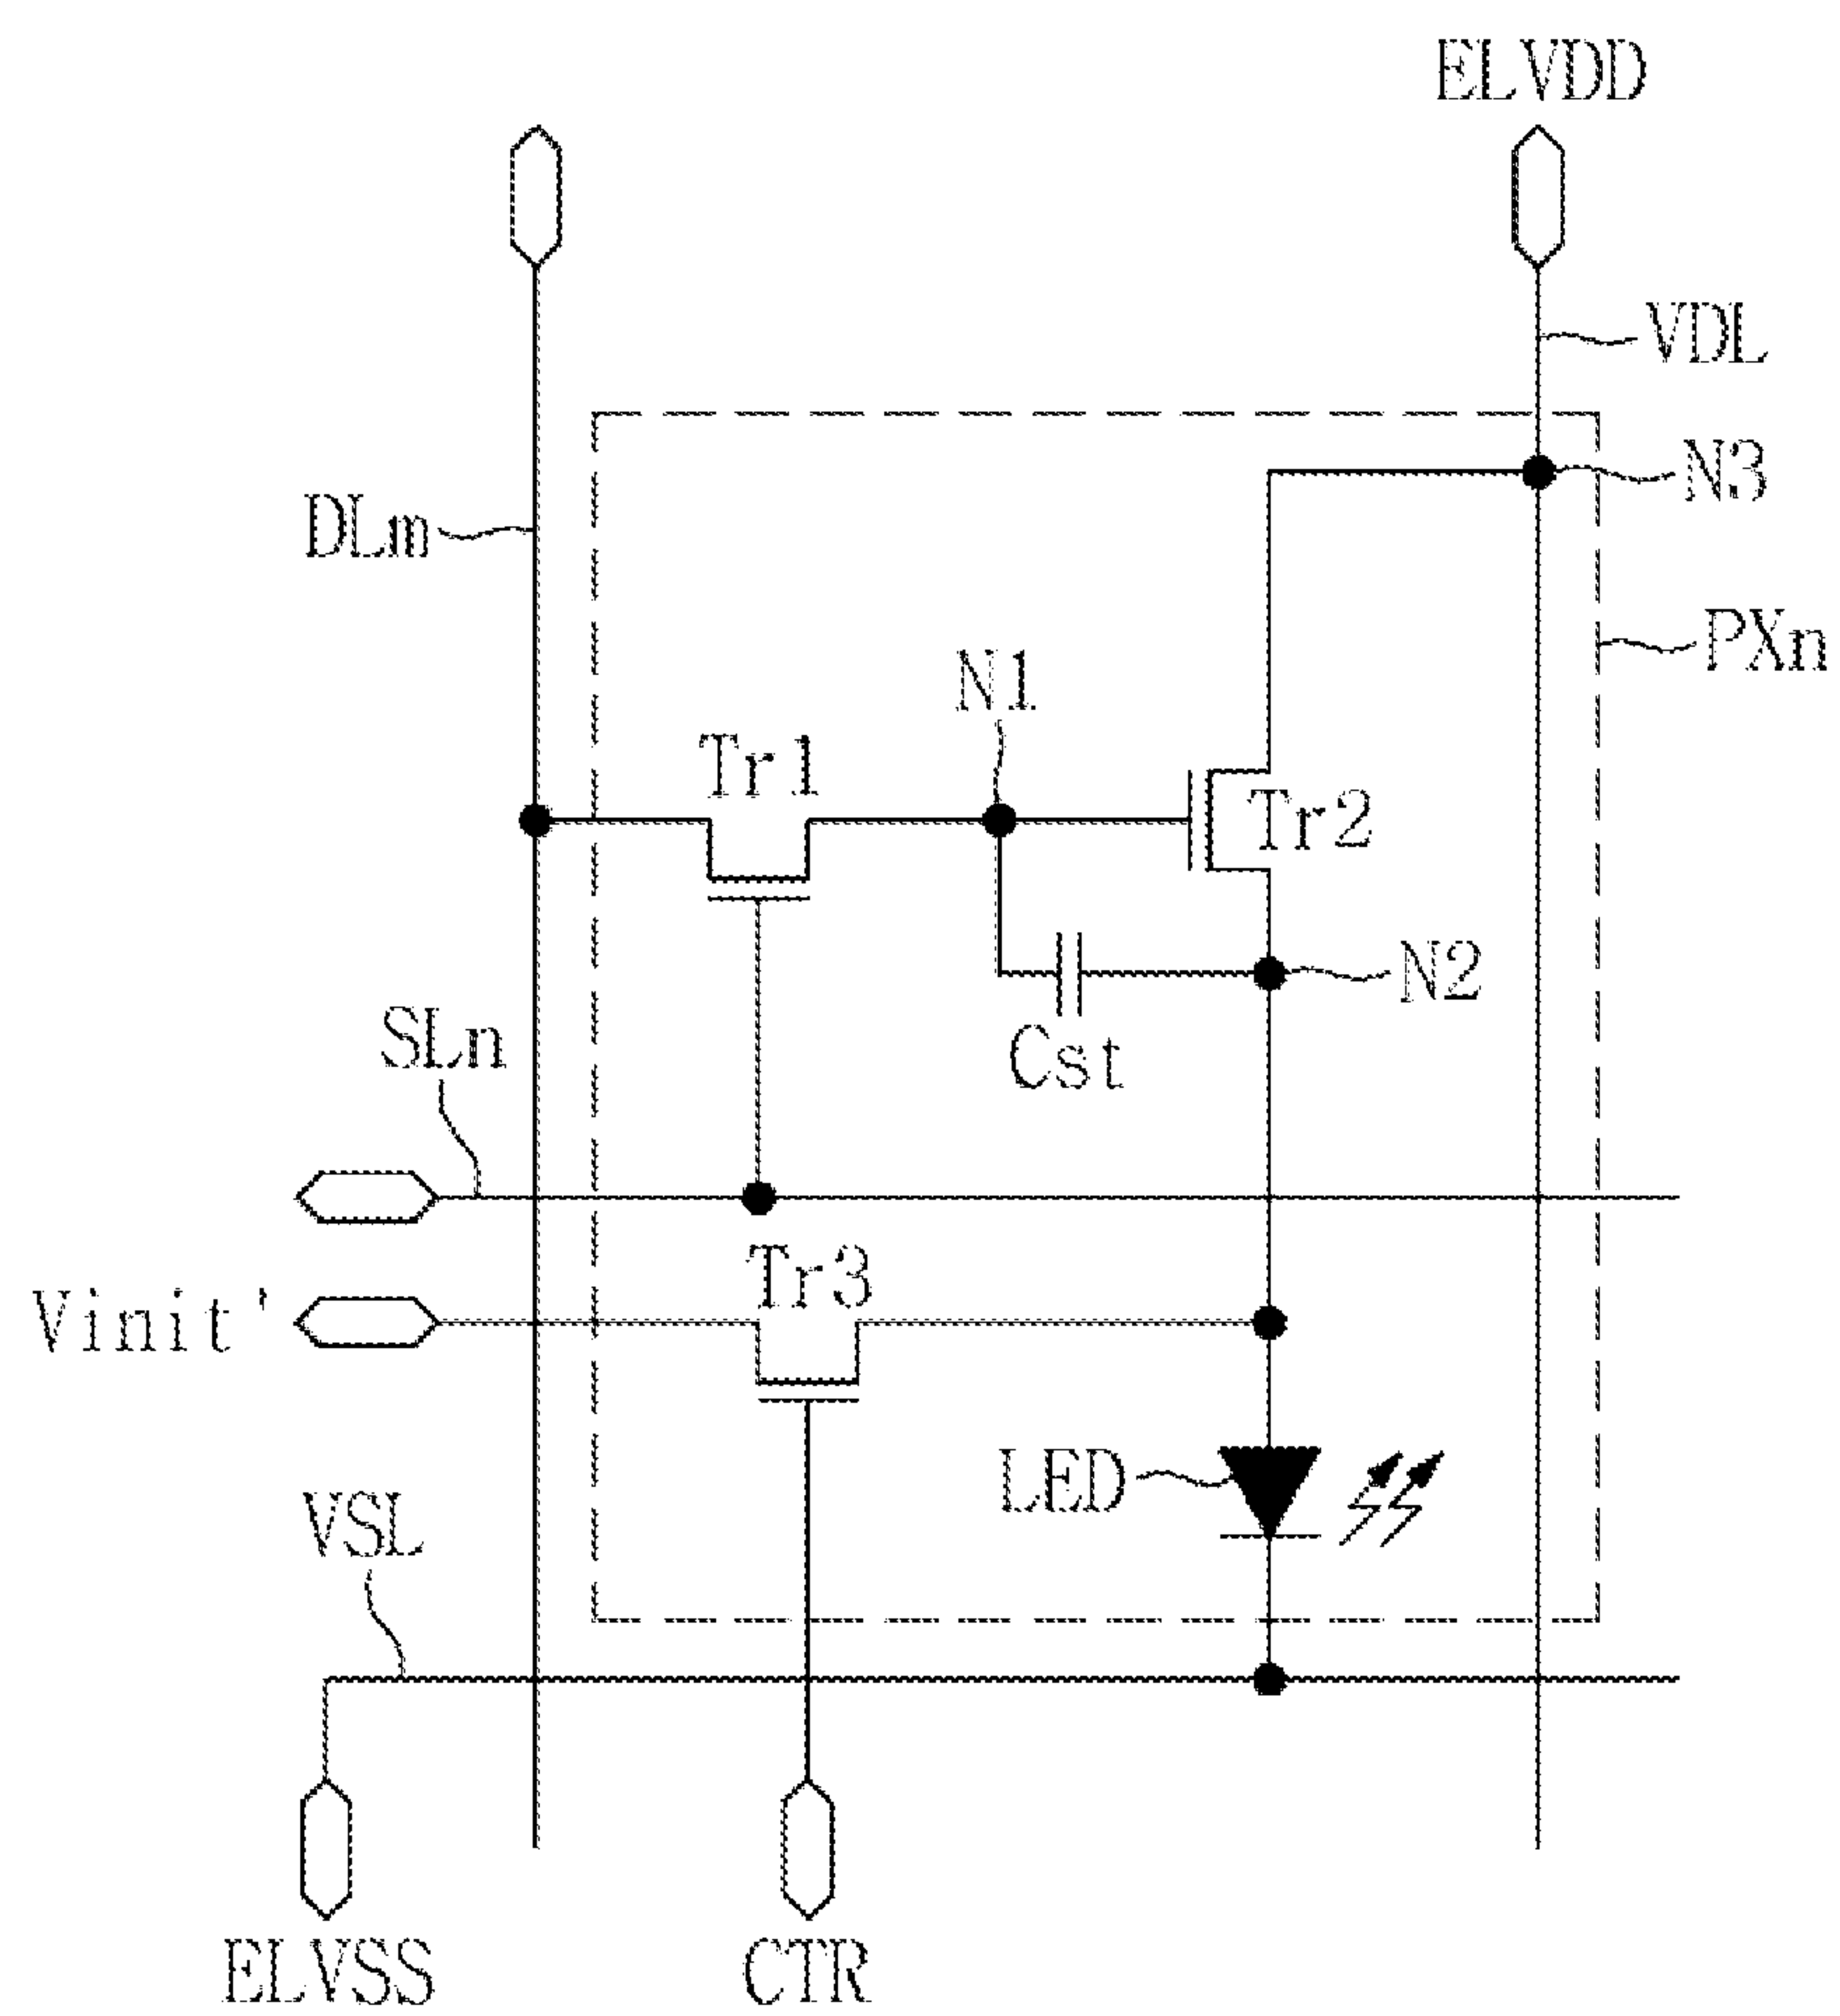 ELVDD
VDL
N3
DLm
PXn
N1
Tr1
Tr2
N2
SLn
Cst
Tr3
Vinit'
LED
VSL
ELVSS
CTR